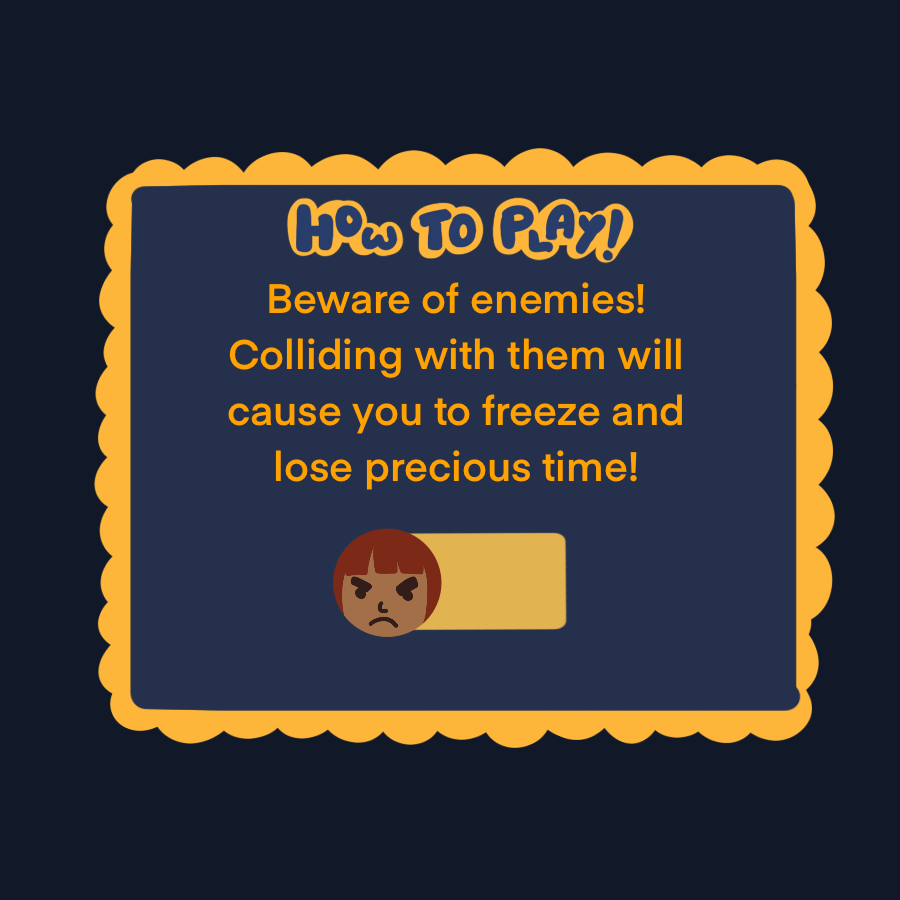 HOW TO PLAY!
Beware of enemies!
Colliding with them will
cause you to freeze and
lose precious time!